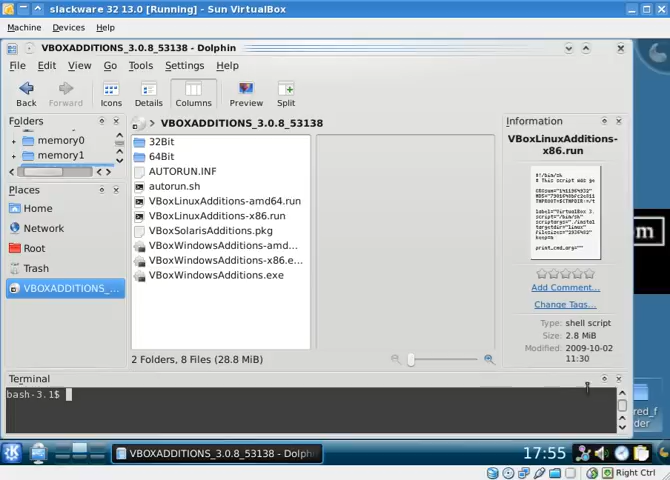 slackware 32 13.0 [Running] - Sun VirtualBox
Machine Devices Help
VBOXADDITIONS_3.0.8_53138 - Dolphin
File Edit View Go Tools Settings Help
Back Forward Icons Details Columns Preview Split
Folders
memory0
memory1
Places
Home
Network
Root
Trash
VBOXADDITIONS_...
VBOXADDITIONS_3.0.8_53138
32Bit
64Bit
AUTORUN.INF
autorun.sh
VBoxLinuxAdditions-amd64.run
VBoxLinuxAdditions-x86.run
VBoxSolarisAdditions.pkg
VBoxWindowsAdditions-amd...
VBoxWindowsAdditions-x86.e...
VBoxWindowsAdditions.exe
2 Folders, 8 Files (28.8 MiB)
Information
VBoxLinuxAdditions-
x86.run
#!/bin/sh
Add Comment...
Change Tags...
Type: shell script
Size: 2.8 MiB
Modified: 2009-10-02
11:30
om
Terminal
bash-3.1$
red_f
der
VBOXADDITIONS_3.0.8_53138 - Dolph
17:55
Right Ctrl